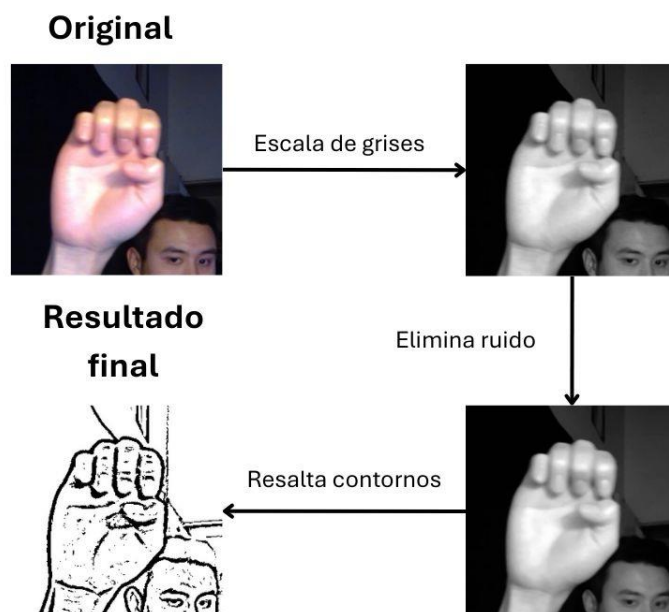 Original
Escala de grises
Elimina ruido
Resultado
final
Resalta contornos